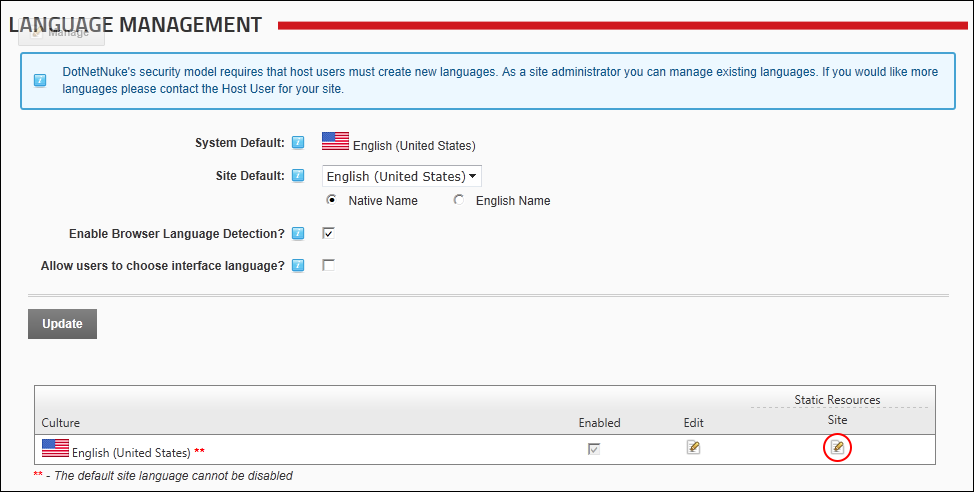 LANGUAGE MANAGEMENT
Manage
DotNetNuke's security model requires that host users must create new languages. As a site administrator you can manage existing languages. If you would like more
languages please contact the Host User for your site.
System Default: English (United States)
Site Default: English (United States)
Native Name English Name
Enable Browser Language Detection?
Allow users to choose interface language?
Update
Static Resources
Culture Enabled Edit Site
English (United States) **
** - The default site language cannot be disabled